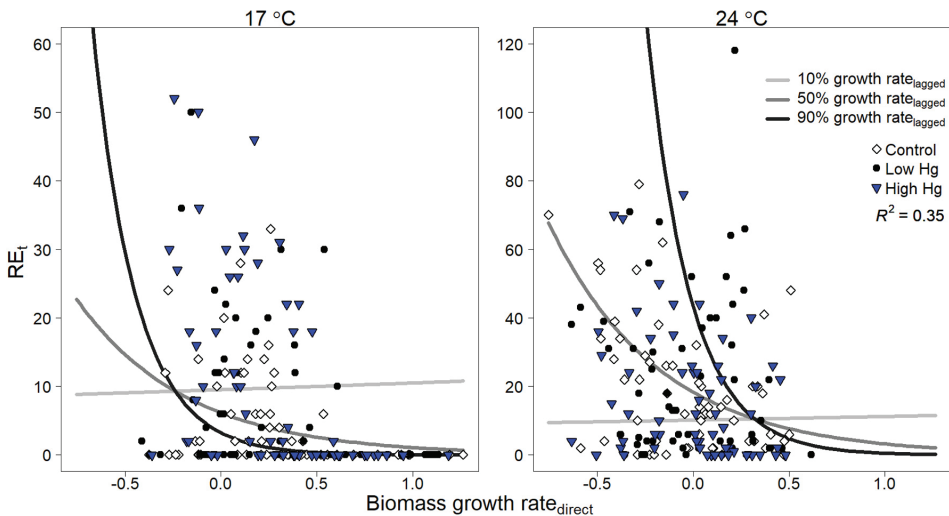 17 °C
24 °C
RE_t
60
50
40
30
20
10
0
120
100
80
60
40
20
0
10% growth rate_lagged
50% growth rate_lagged
90% growth rate_lagged
Control
Low Hg
High Hg
R² = 0.35
-0.5 0.0 0.5 1.0
-0.5 0.0 0.5 1.0
Biomass growth rate_direct